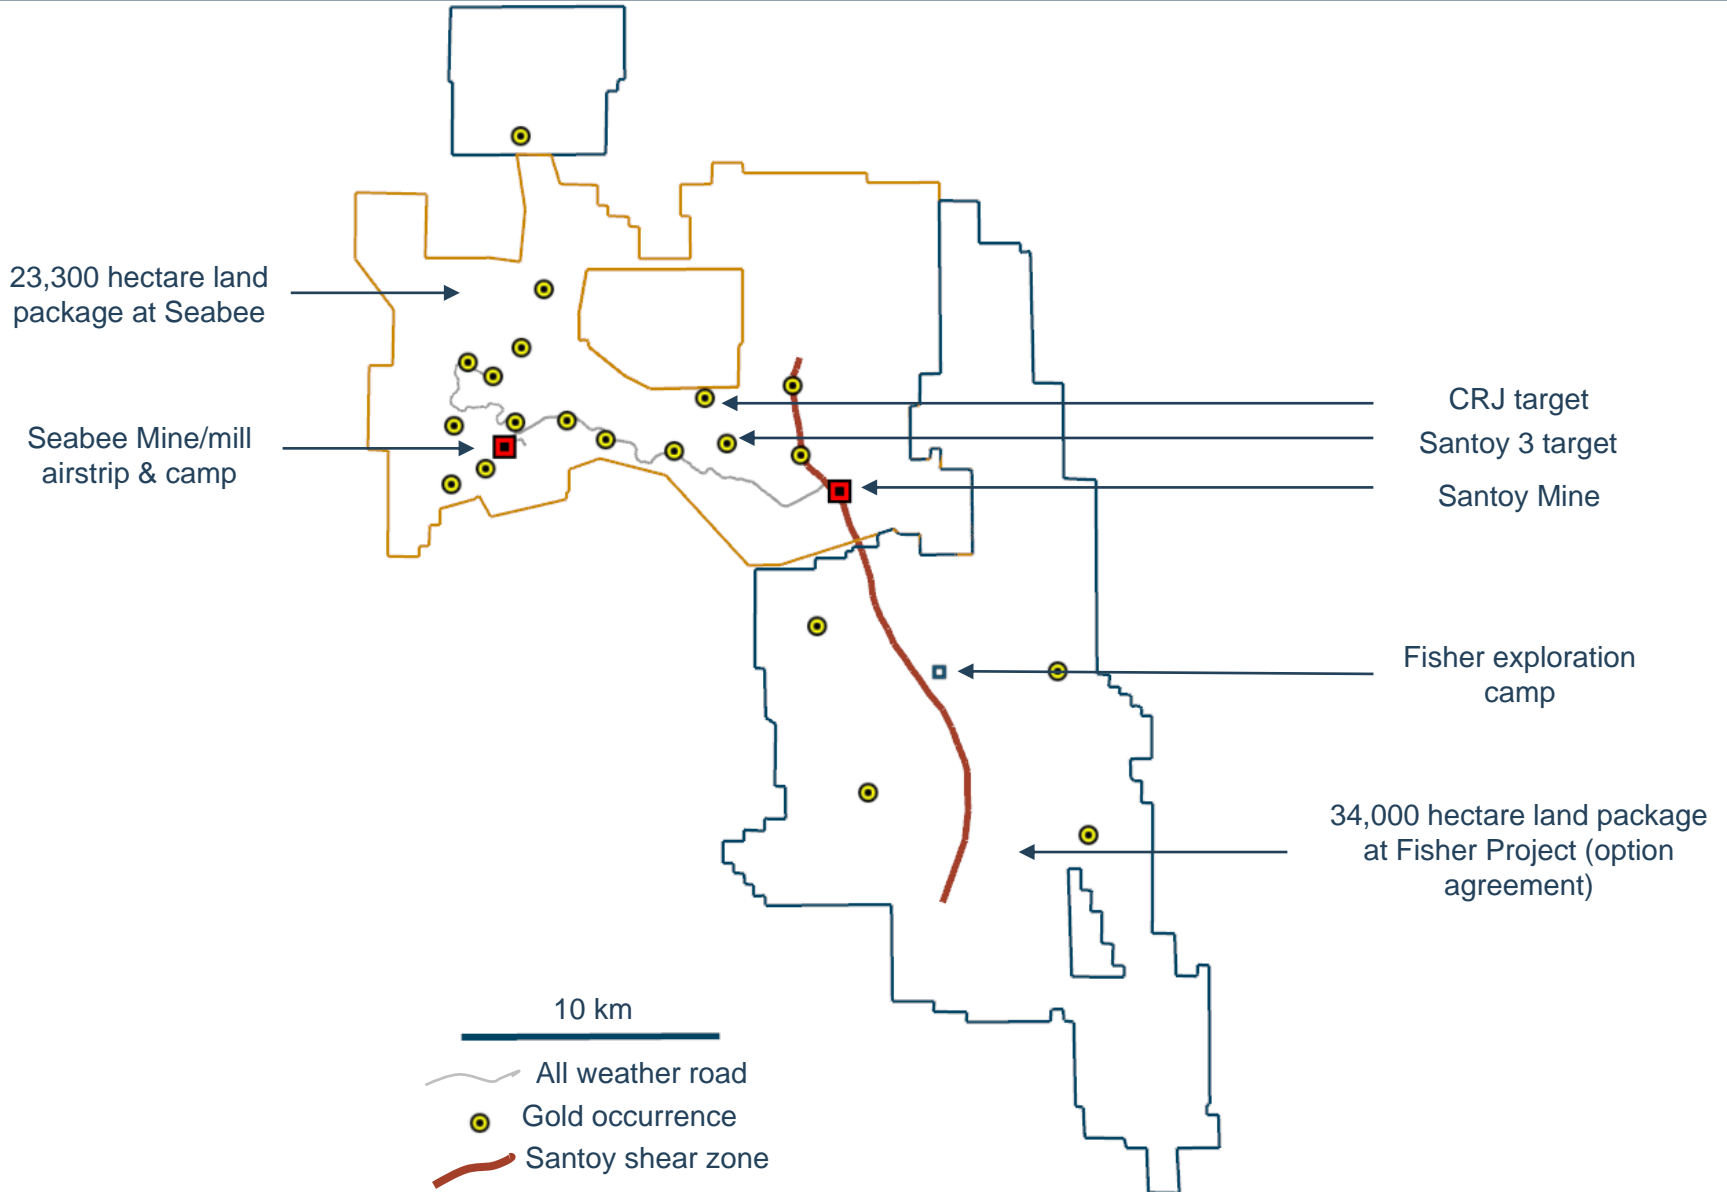 23,300 hectare land
package at Seabee
Seabee Mine/mill
airstrip & camp
CRJ target
Santoy 3 target
Santoy Mine
Fisher exploration
camp
34,000 hectare land package
at Fisher Project (option
agreement)
10 km
All weather road
Gold occurrence
Santoy shear zone